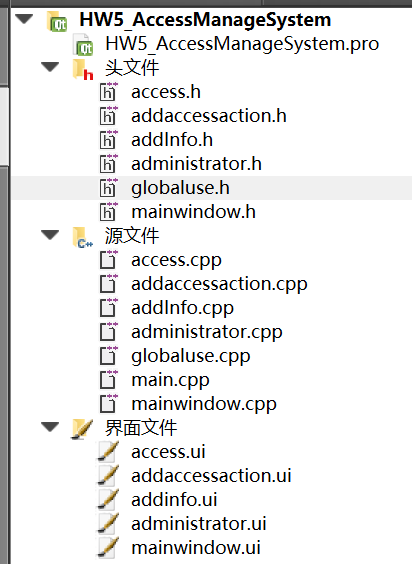 HW5_AccessManageSystem
HW5_AccessManageSystem.pro
头文件
access.h
addaccessaction.h
addInfo.h
administrator.h
globaluse.h
mainwindow.h
源文件
access.cpp
addaccessaction.cpp
addInfo.cpp
administrator.cpp
globaluse.cpp
main.cpp
mainwindow.cpp
界面文件
access.ui
addaccessaction.ui
addinfo.ui
administrator.ui
mainwindow.ui